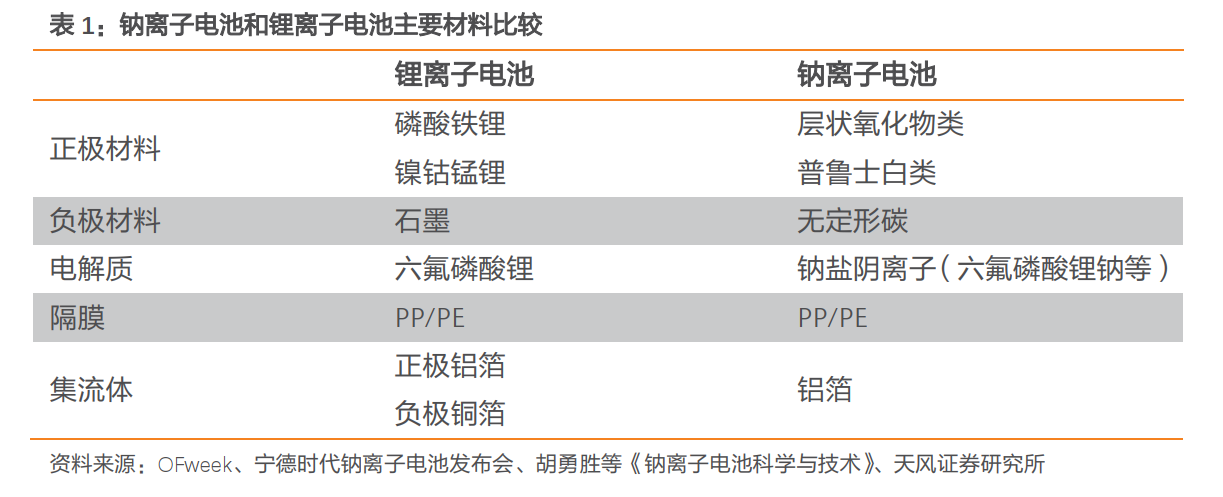 表 1：钠离子电池和锂离子电池主要材料比较
锂离子电池 钠离子电池
正极材料
磷酸铁锂 层状氧化物类
镍钴锰锂 普鲁士白类
负极材料 石墨 无定形碳
电解质 六氟磷酸锂 钠盐阴离子（六氟磷酸锂钠等）
隔膜 PP/PE PP/PE
集流体
正极铝箔
负极铜箔
铝箔
资料来源：OFweek、宁德时代钠离子电池发布会、胡勇胜等《钠离子电池科学与技术》、天风证券研究所